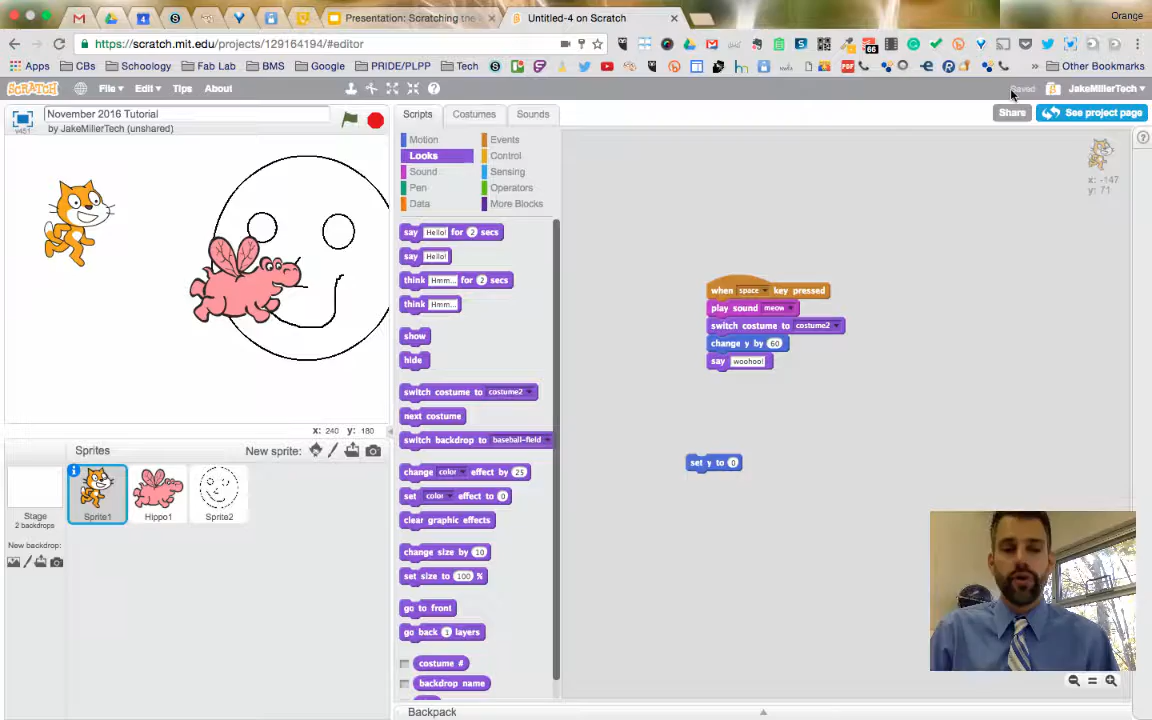 Orange
Presentation: Scratching the
Untitled-4 on Scratch
https://scratch.mit.edu/projects/129164194/#editor
66
Apps CBs Schoology Fab Lab BMS Google PRIDE/PLPP Tech » Other Bookmarks
SCRATCH File Edit Tips About Saved JakeMillerTech
November 2016 Tutorial
by JakeMillerTech (unshared)
v451
Scripts Costumes Sounds
Share See project page
Motion Events
Looks Control
Sound Sensing
Pen Operators
Data More Blocks
x: -147
y: 71
say Hello! for 2 secs
say Hello!
think Hmm... for 2 secs
think Hmm...
show
hide
switch costume to costume2
next costume
switch backdrop to baseball-field
change color effect by 25
set color effect to 0
clear graphic effects
change size by 10
set size to 100 %
go to front
go back 1 layers
costume #
backdrop name
when space key pressed
play sound meow
switch costume to costume2
change y by 60
say woohoo!
set y to 0
x: 240 y: 180
Sprites New sprite:
Stage
2 backdrops
New backdrop:
Sprite1 Hippo1 Sprite2
Backpack